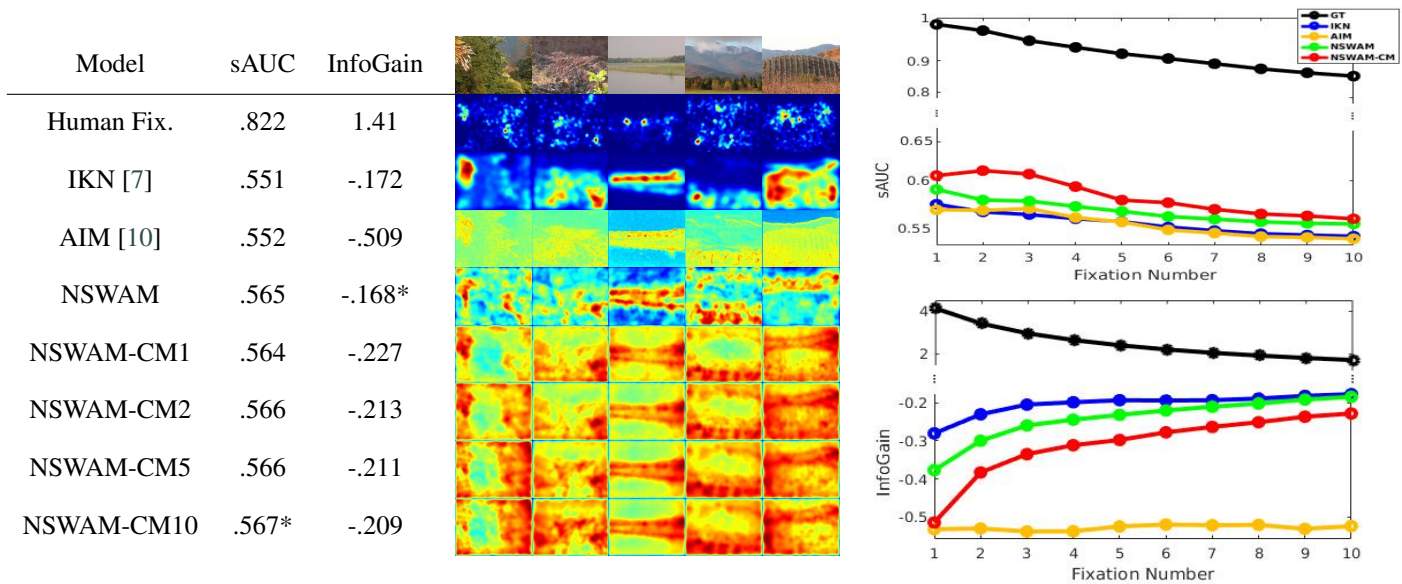 Model sAUC InfoGain
Human Fix. .822 1.41
IKN [7] .551 -.172
AIM [10] .552 -.509
NSWAM .565 -.168*
NSWAM-CM1 .564 -.227
NSWAM-CM2 .566 -.213
NSWAM-CM5 .566 -.211
NSWAM-CM10 .567* -.209
GT
IKN
AIM
NSWAM
NSWAM-CM
1
0.9
0.8
0.65
0.6
0.55
sAUC
1 2 3 4 5 6 7 8 9 10
Fixation Number
4
2
-0.2
-0.3
-0.4
-0.5
InfoGain
1 2 3 4 5 6 7 8 9 10
Fixation Number